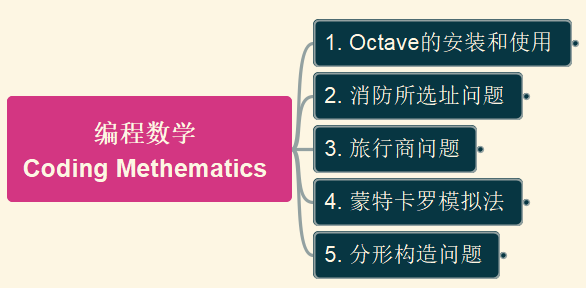 编程数学
Coding Methematics
1. Octave的安装和使用
2. 消防所选址问题
3. 旅行商问题
4. 蒙特卡罗模拟法
5. 分形构造问题